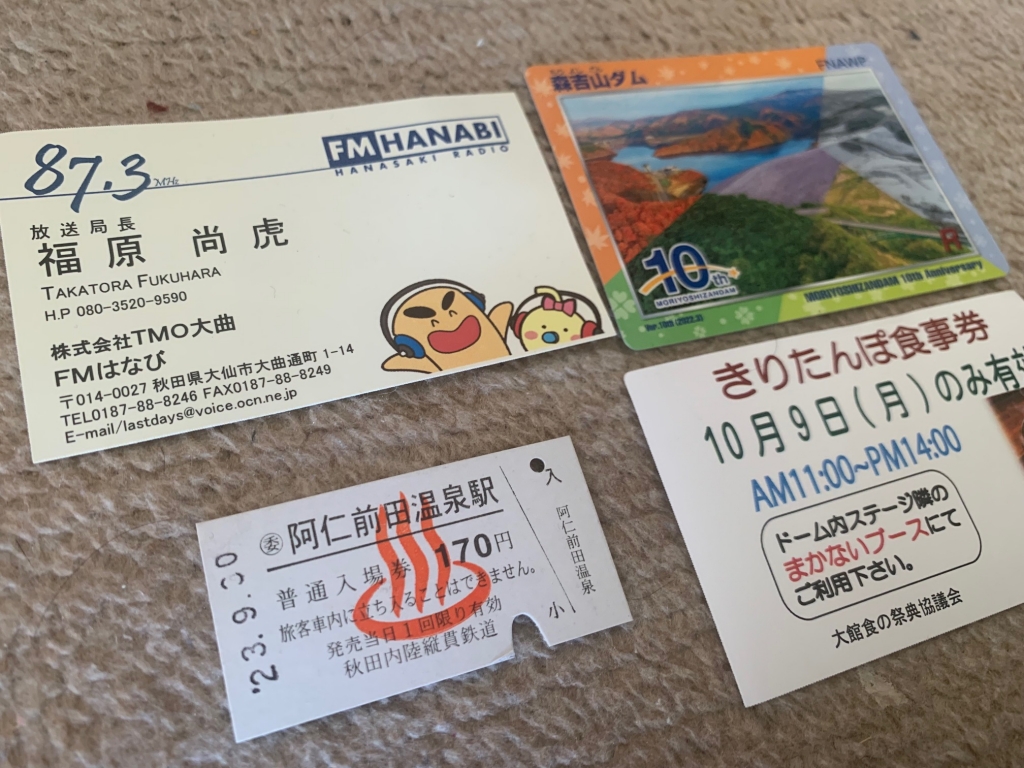 87.3 MHz
FM HANABI
HANASAKI RADIO
放送局長
福原 尚虎
TAKATORA FUKUHARA
H.P 080-3520-9590
株式会社TMO大曲
FMはなび
〒014-0027 秋田県大仙市大曲通町 1-14
TEL0187-88-8246 FAX0187-88-8249
E-mail/lastdays@voice.ocn.ne.jp
森吉山ダム
FNAWP
R
10th
MORIYOSHIZANDAM
MORIYOSHIZANDAM 10th Anniversary
きりたんぽ食事券
10月9日(月)のみ有効
AM11:00~PM14:00
ドーム内ステージ隣の
まかないブースにて
ご利用下さい。
大館食の祭典協議会
'23.9.30
委 阿仁前田温泉駅
普通入場券 170円
旅客車内に立ち入ることはできません。
発売当日1回限り有効
秋田内陸縦貫鉄道
入
阿仁前田温泉
小